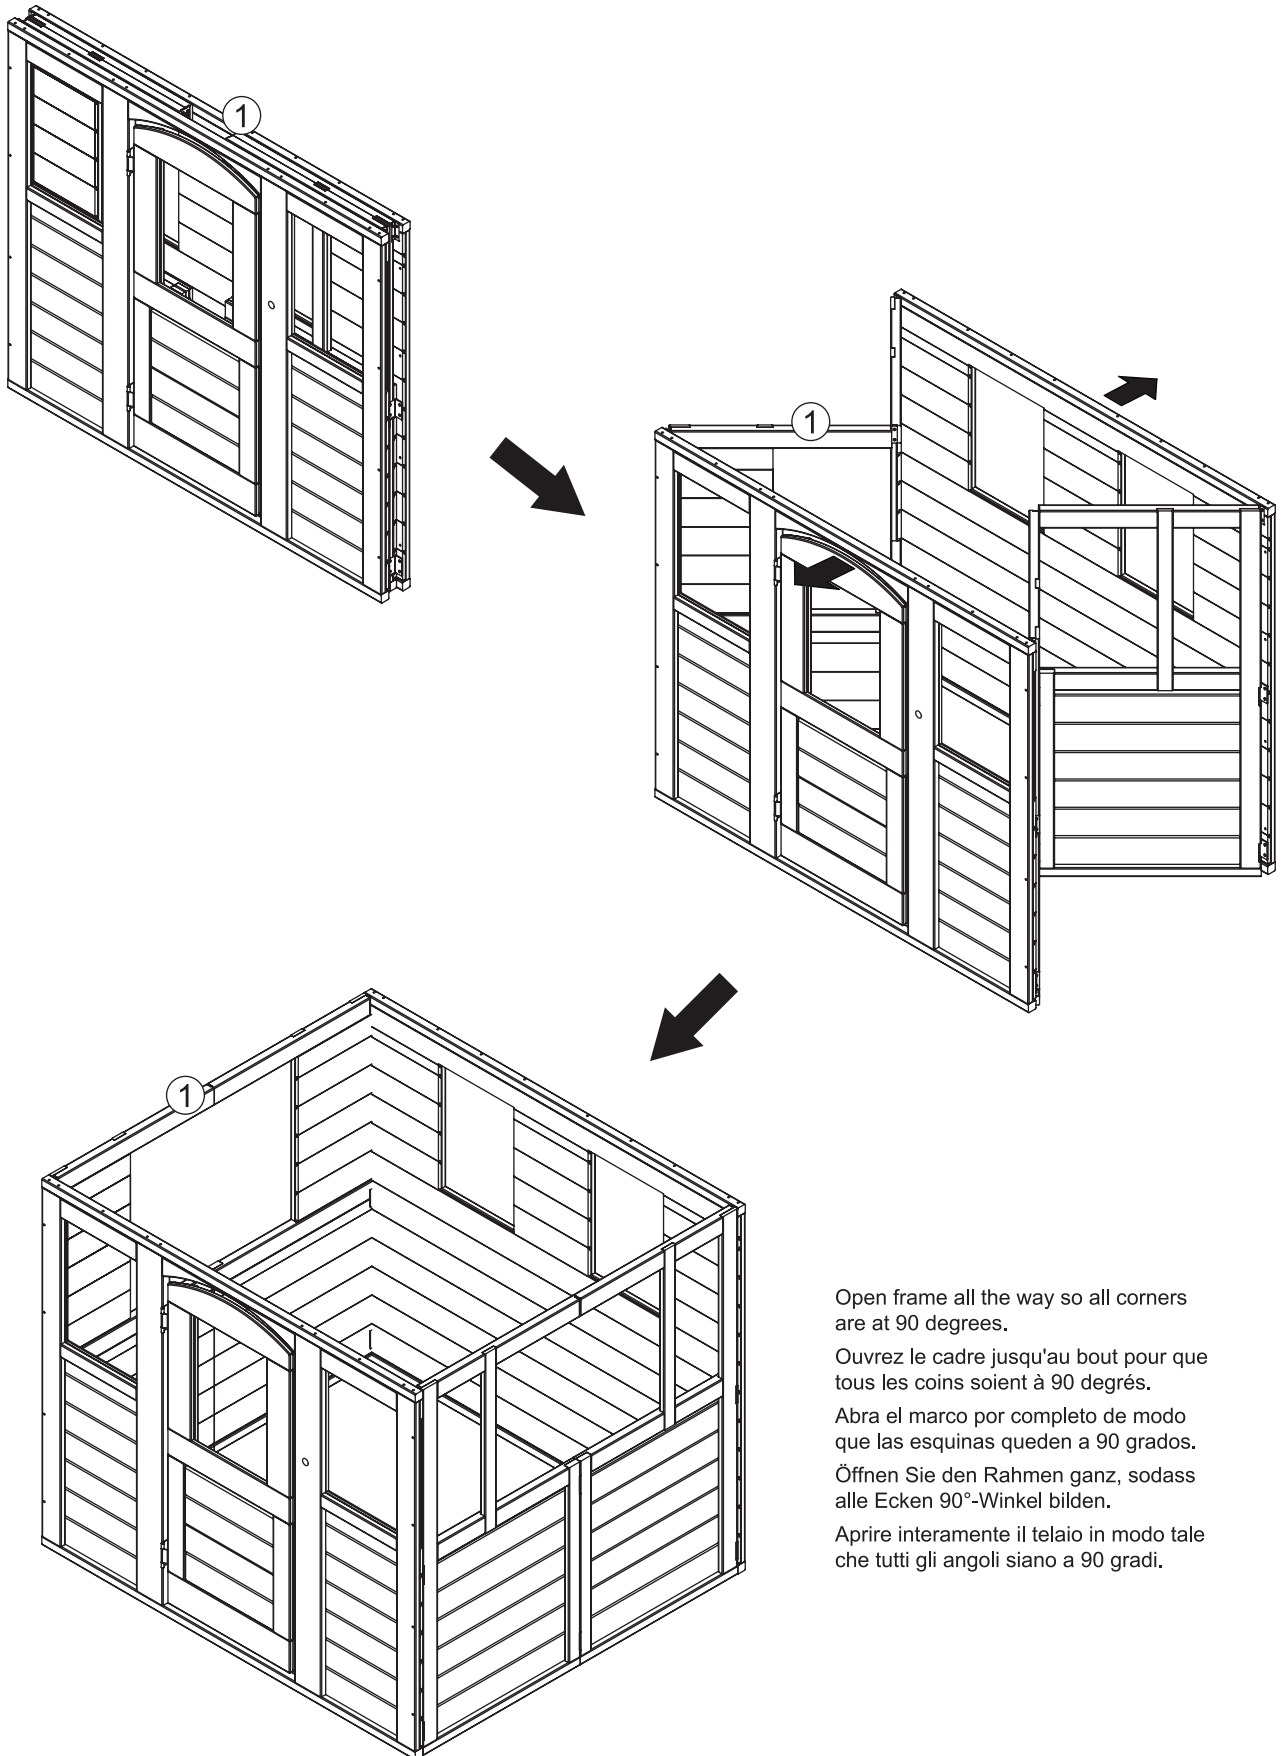 1
1
1
Open frame all the way so all corners
are at 90 degrees.
Ouvrez le cadre jusqu'au bout pour que
tous les coins soient à 90 degrés.
Abra el marco por completo de modo
que las esquinas queden a 90 grados.
Öffnen Sie den Rahmen ganz, sodass
alle Ecken 90°-Winkel bilden.
Aprire interamente il telaio in modo tale
che tutti gli angoli siano a 90 gradi.